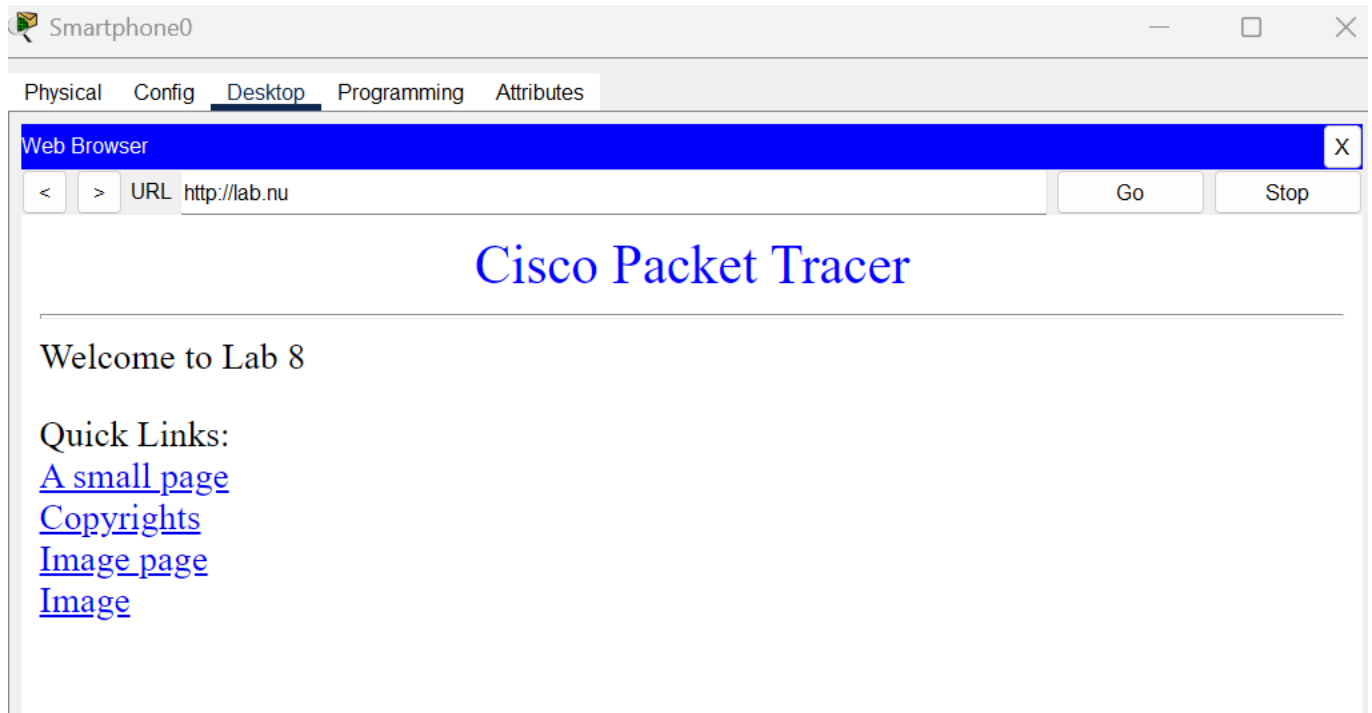 Smartphone0
Physical Config Desktop Programming Attributes
Web Browser X
< > URL http://lab.nu Go Stop
Cisco Packet Tracer
Welcome to Lab 8
Quick Links:
A small page
Copyrights
Image page
Image